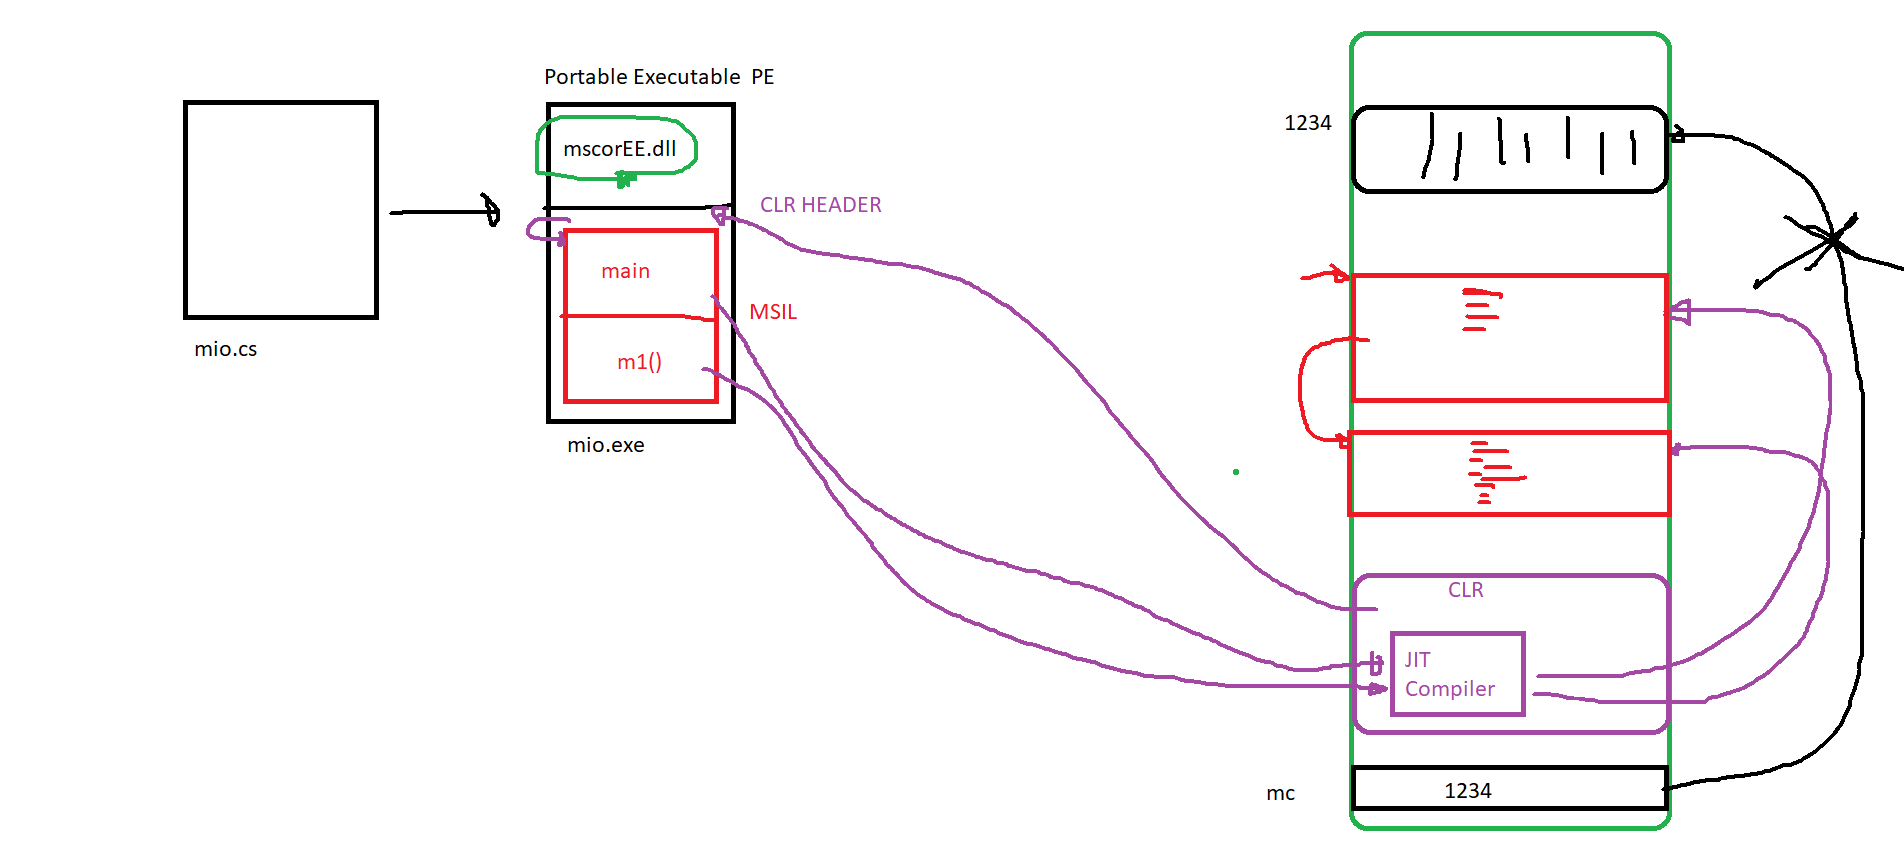 Portable Executable  PE
mscorEE.dll
CLR HEADER
main
MSIL
m1()
mio.cs
mio.exe
1234
CLR
JIT
Compiler
mc
1234